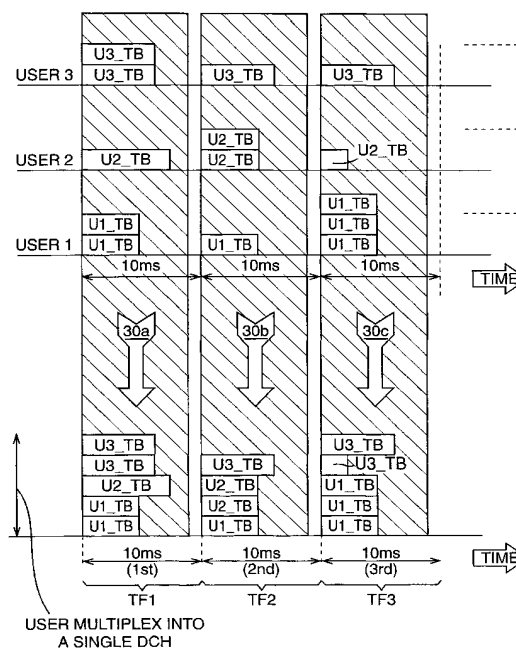 U3_TB
USER 3 U3_TB U3_TB U3_TB
U2_TB
USER 2 U2_TB U2_TB U2_TB
U1_TB
U1_TB U1_TB
USER 1 U1_TB U1_TB U1_TB
10ms 10ms 10ms
TIME
30a 30b 30c
U3_TB U3_TB
U3_TB U3_TB U3_TB
U2_TB U2_TB U1_TB
U1_TB U2_TB U1_TB
U1_TB U1_TB U1_TB
10ms 10ms 10ms TIME
(1st) (2nd) (3rd)
TF1 TF2 TF3
USER MULTIPLEX INTO
A SINGLE DCH